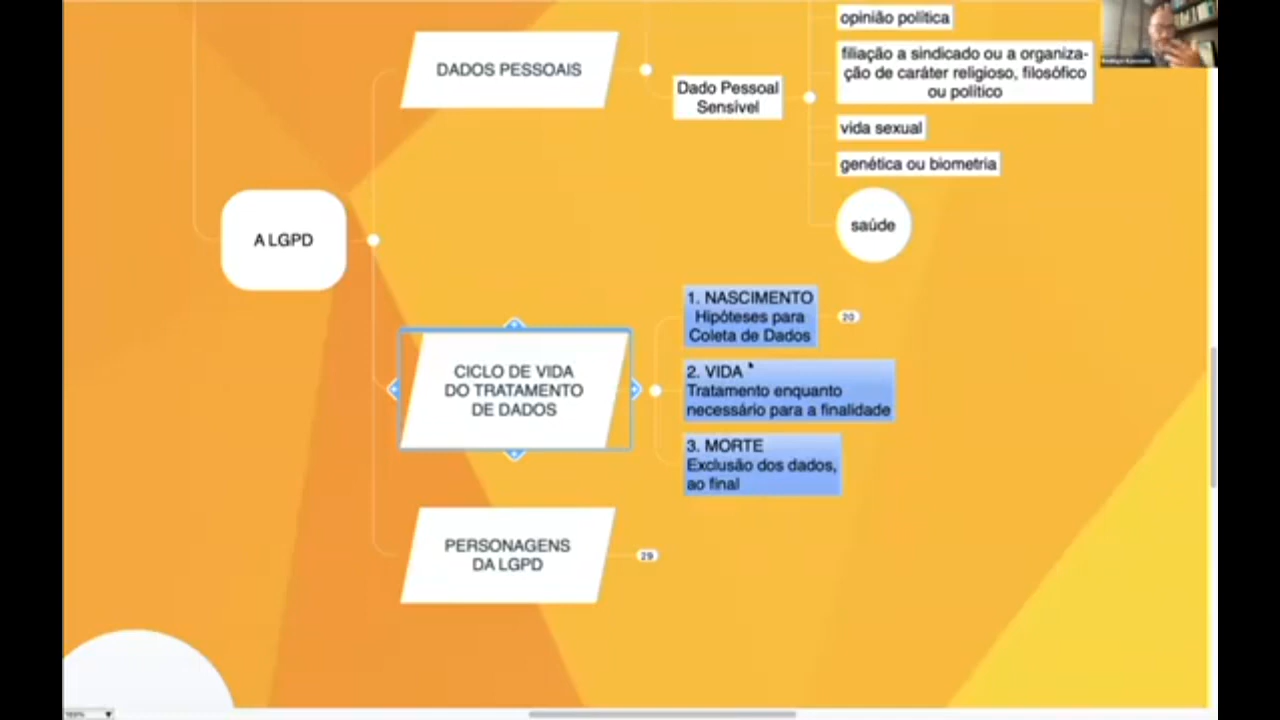 opinião política
filiação a sindicado ou a organiza-
ção de caráter religioso, filosófico
ou político
DADOS PESSOAIS
Dado Pessoal
Sensível
vida sexual
genética ou biometria
saúde
A LGPD
1. NASCIMENTO
Hipóteses para
Coleta de Dados
20
CICLO DE VIDA
DO TRATAMENTO
DE DADOS
2. VIDA
Tratamento enquanto
necessário para a finalidade
3. MORTE
Exclusão dos dados,
ao final
PERSONAGENS
DA LGPD
29